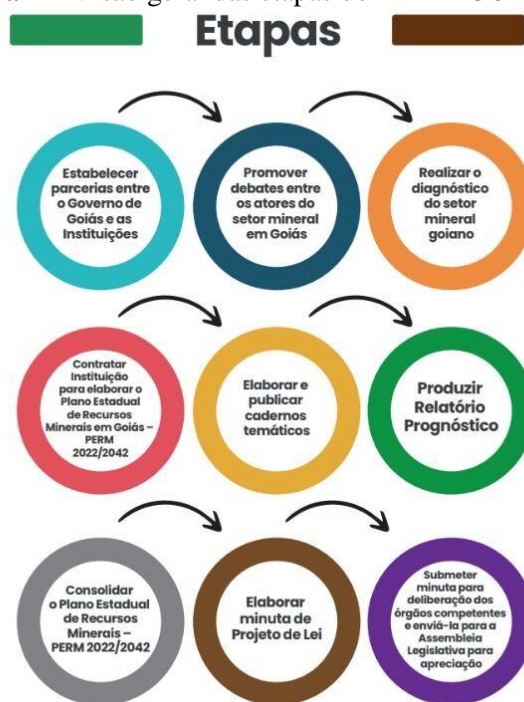 Etapas
Estabelecer
parcerias entre
o Governo de
Goiás e as
Instituições
Promover
debates entre
os atores do
setor mineral
em Goiás
Realizar o
diagnóstico
do setor
mineral
goiano
Contratar
Instituição
para elaborar o
Plano Estadual
de Recursos
Minerais em Goiás –
PERM
2022/2042
Elaborar e
publicar
cadernos
temáticos
Produzir
Relatório
Prognóstico
Consolidar
o Plano Estadual
de Recursos
Minerais –
PERM 2022/2042
Elaborar
minuta de
Projeto de Lei
Submeter
minuta para
deliberação dos
órgãos competentes
e enviá-la para a
Assembleia
Legislativa para
apreciação